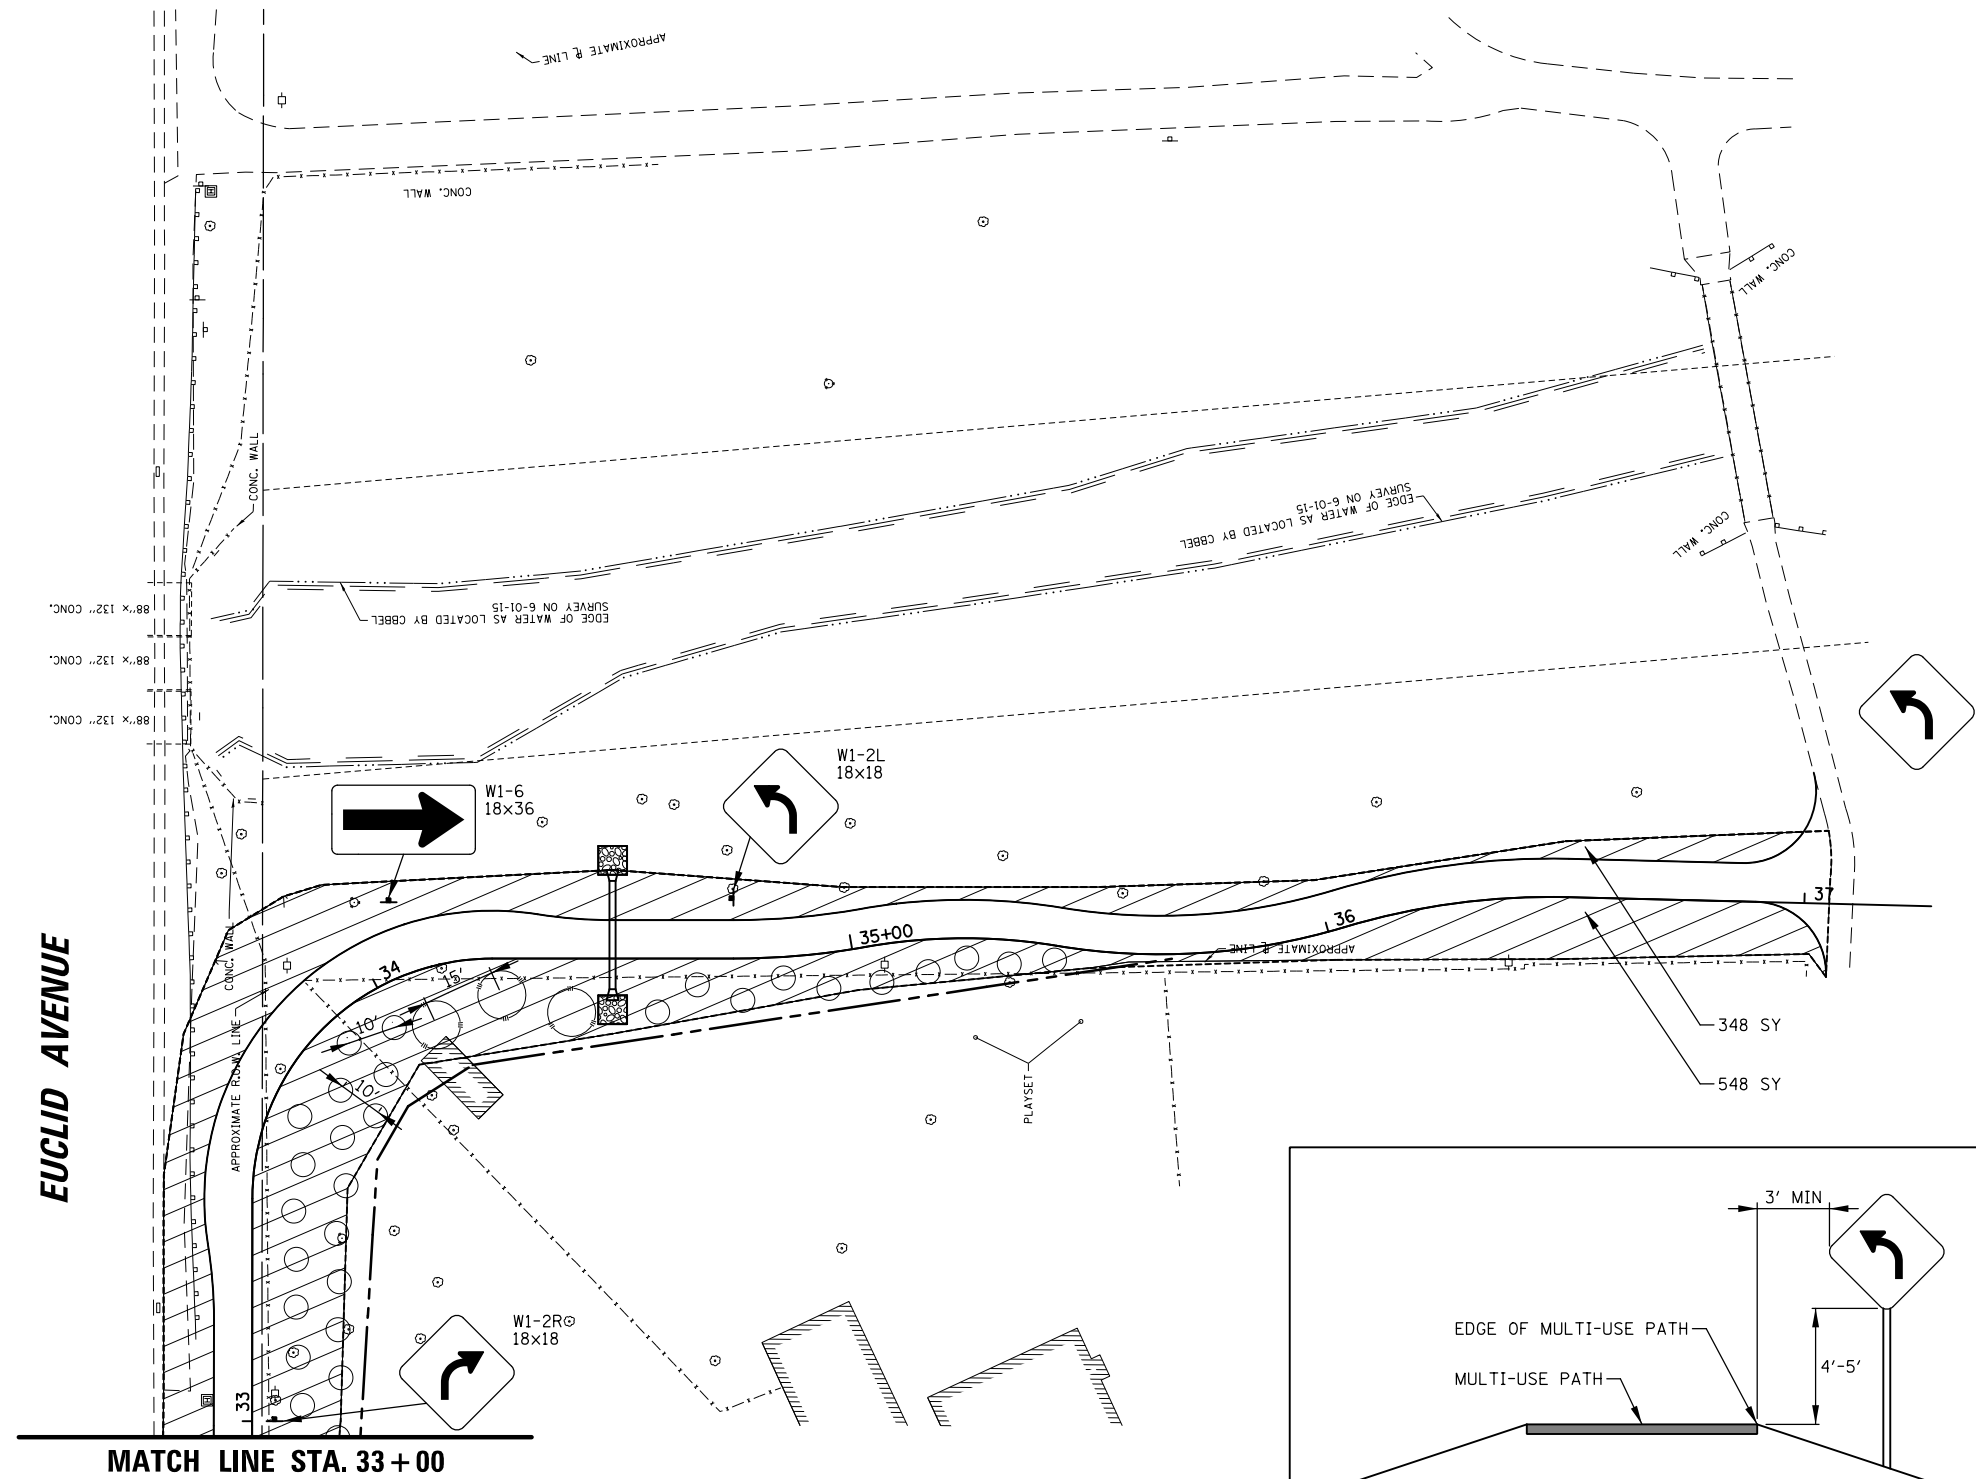 APPROXIMATE ℄ LINE
CONC. WALL
CONC. WALL
CONC. WALL
EDGE OF WATER AS LOCATED BY CBBEL
SURVEY ON 6-01-15
CONC. WALL
EDGE OF WATER AS LOCATED BY CBBEL
SURVEY ON 6-01-15
88"x 132" CONC.
88"x 132" CONC.
88"x 132" CONC.
W1-6
18x36
W1-2L
18x18
CONC. WALL
34
35+00
36
37
15'
10'
10'
APPROXIMATE ℄ LINE
APPROXIMATE R.O.W. LINE
348 SY
548 SY
PLAYSET
EUCLID AVENUE
W1-2R
18x18
33
MATCH LINE STA. 33+00
3' MIN
EDGE OF MULTI-USE PATH
4'-5'
MULTI-USE PATH